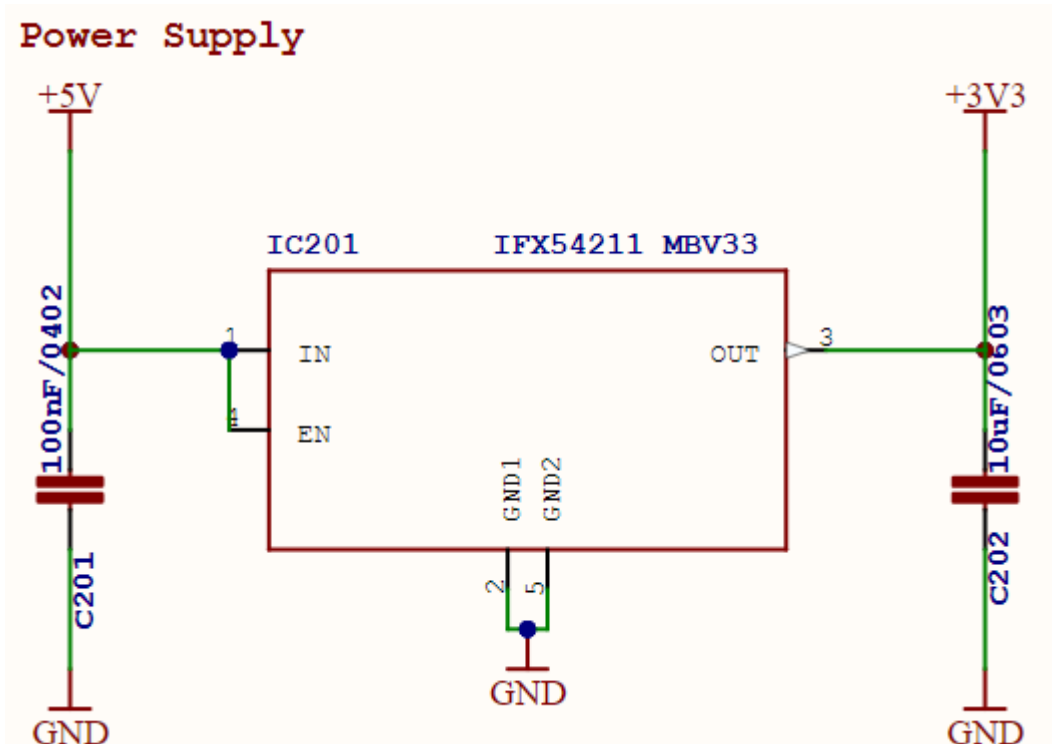 Power Supply
+5V
+3V3
IC201
IFX54211 MBV33
100nF/0402
10uF/0603
1
IN
OUT
3
EN
GND1
GND2
2
5
C201
C202
GND
GND
GND